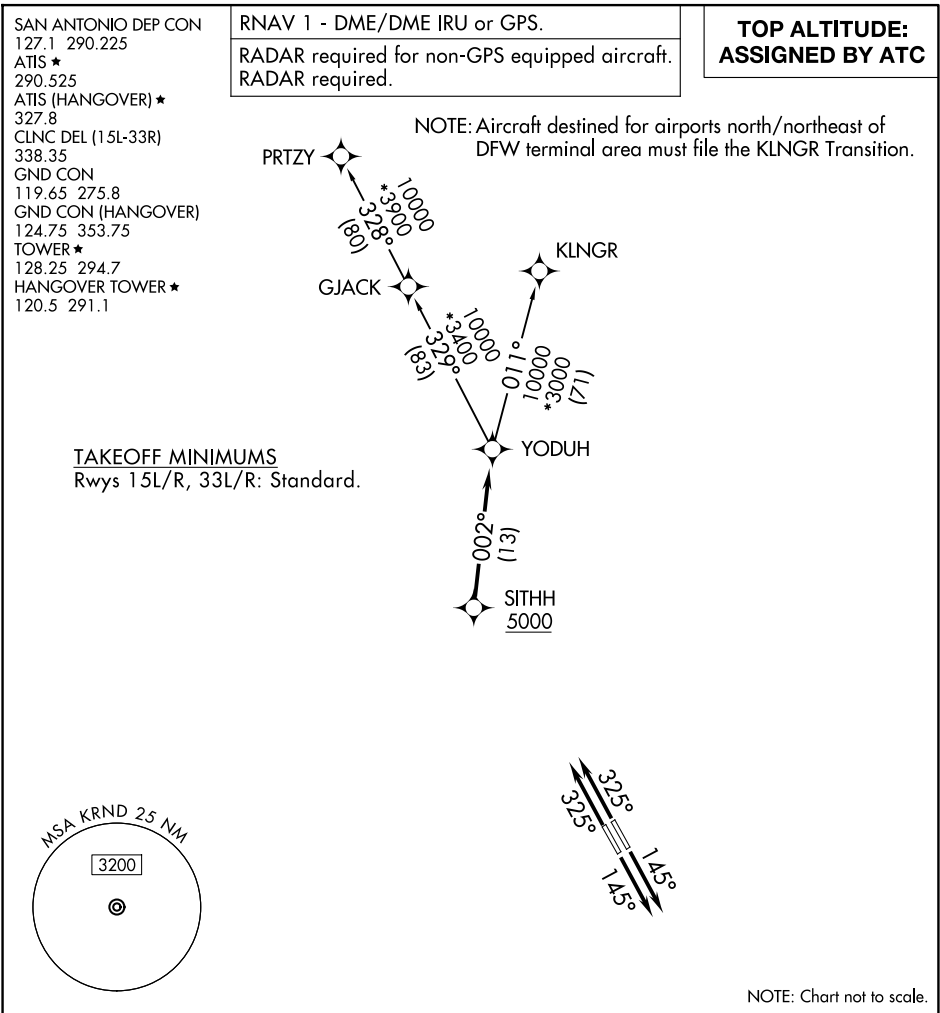 SAN ANTONIO DEP CON
127.1 290.225
ATIS ★
290.525
ATIS (HANGOVER) ★
327.8
CLNC DEL (15L-33R)
338.35
GND CON
119.65 275.8
GND CON (HANGOVER)
124.75 353.75
TOWER ★
128.25 294.7
HANGOVER TOWER ★
120.5 291.1
RNAV 1 - DME/DME IRU or GPS.
RADAR required for non-GPS equipped aircraft.
RADAR required.
TOP ALTITUDE:
ASSIGNED BY ATC
NOTE: Aircraft destined for airports north/northeast of
DFW terminal area must file the KLNGR Transition.
PRTZY
10000
*3900
328°
(80)
KLNGR
GJACK
10000
*3400
329°
(83)
011°
10000
*3000
(71)
YODUH
TAKEOFF MINIMUMS
Rwys 15L/R, 33L/R: Standard.
002°
(13)
SITHH
5000
325°
325°
145°
145°
MSA KRND 25 NM
3200
NOTE: Chart not to scale.